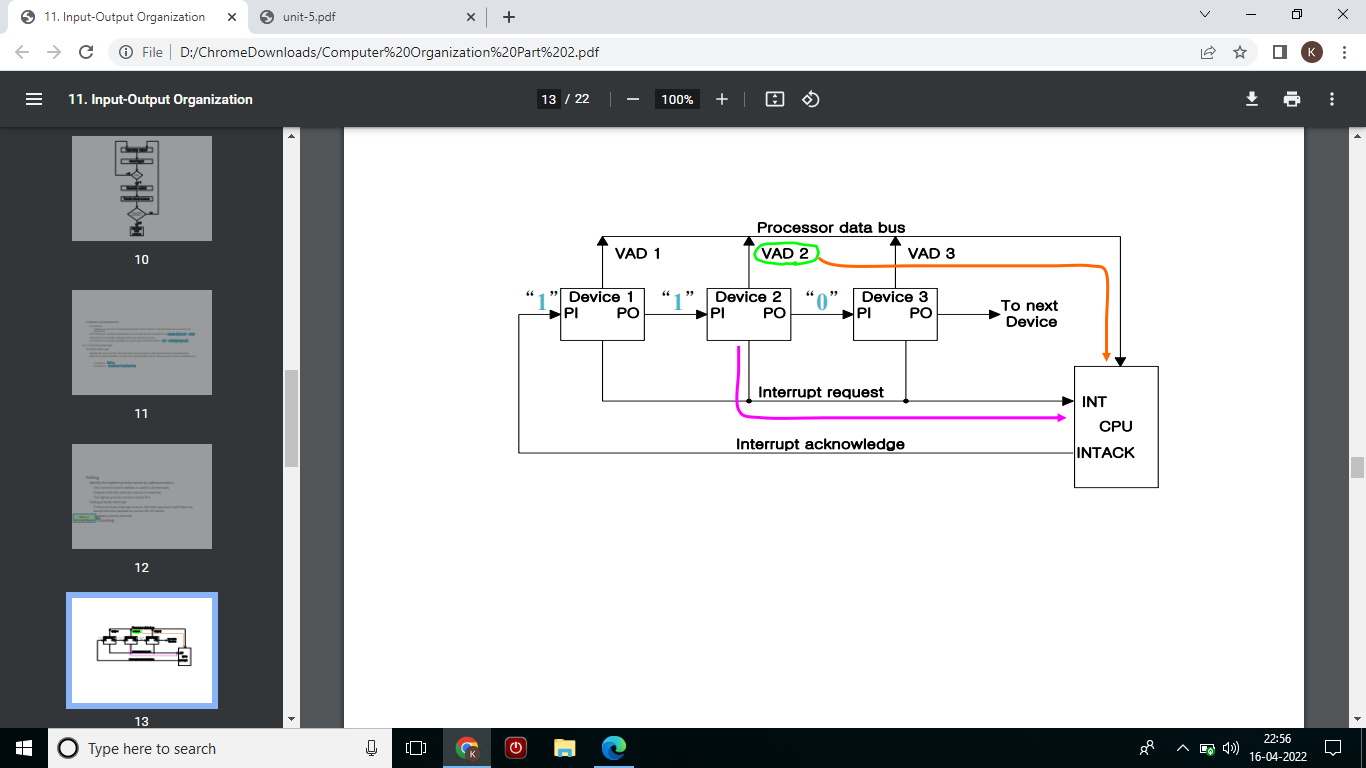 11. Input-Output Organization
unit-5.pdf
File
D:/ChromeDownloads/Computer%20Organization%20Part%202.pdf
K
11. Input-Output Organization
13 / 22
100%
10
11
12
13
Processor data bus
VAD 1
VAD 2
VAD 3
“1”
Device 1
“1”
Device 2
“0”
Device 3
PI PO
PI PO
PI PO
To next
Device
Interrupt request
INT
CPU
Interrupt acknowledge
INTACK
Type here to search
K
22:56
16-04-2022